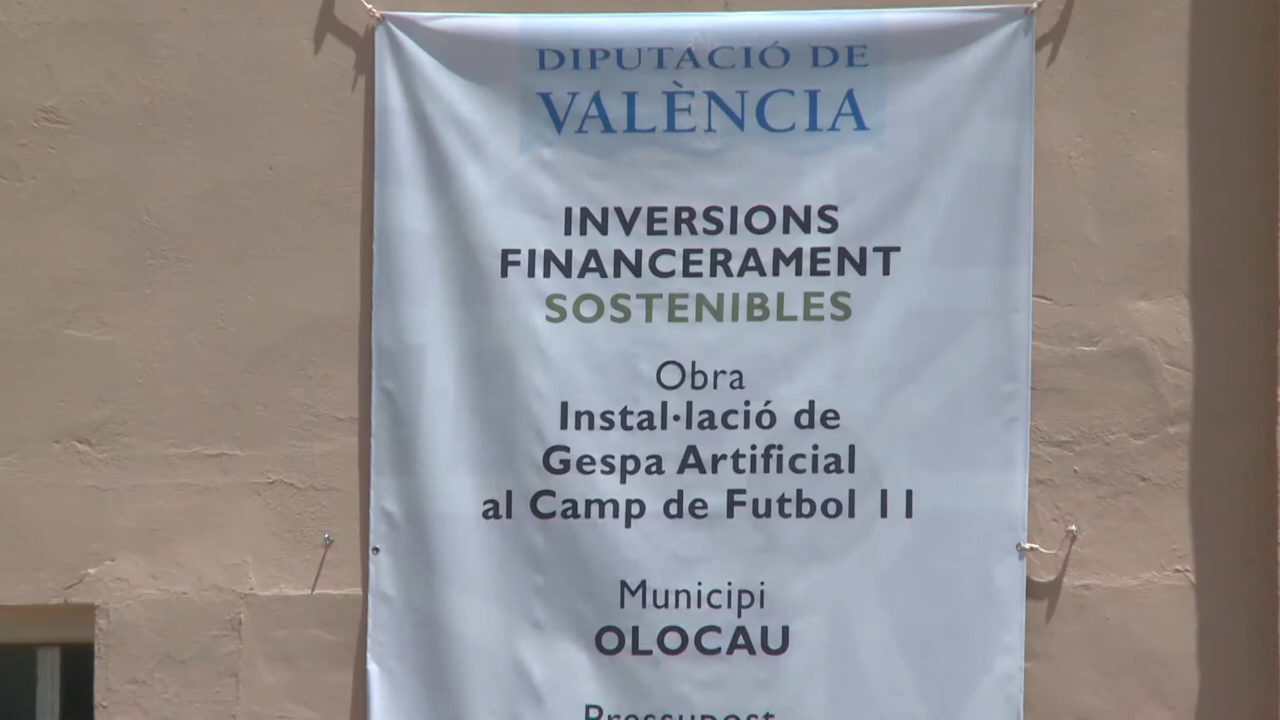 DIPUTACIÓ DE
VALÈNCIA
INVERSIONS
FINANCERAMENT
SOSTENIBLES
Obra
Instal·lació de
Gespa Artificial
al Camp de Futbol 11
Municipi
OLOCAU
Pressupost